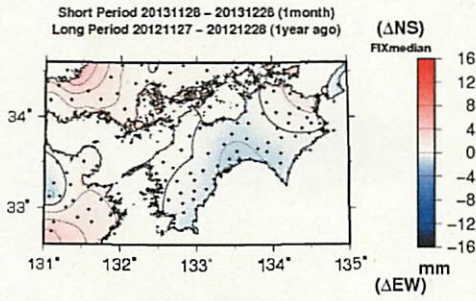 Short Period 20131128 – 20131228 (1month)
Long Period 20121127 – 20121228 (1year ago)
(ΔNS)
FIXmedian
16
12
8
4
0
−4
−8
−12
−16
mm
(ΔEW)
34°
33°
131°
132°
133°
134°
135°